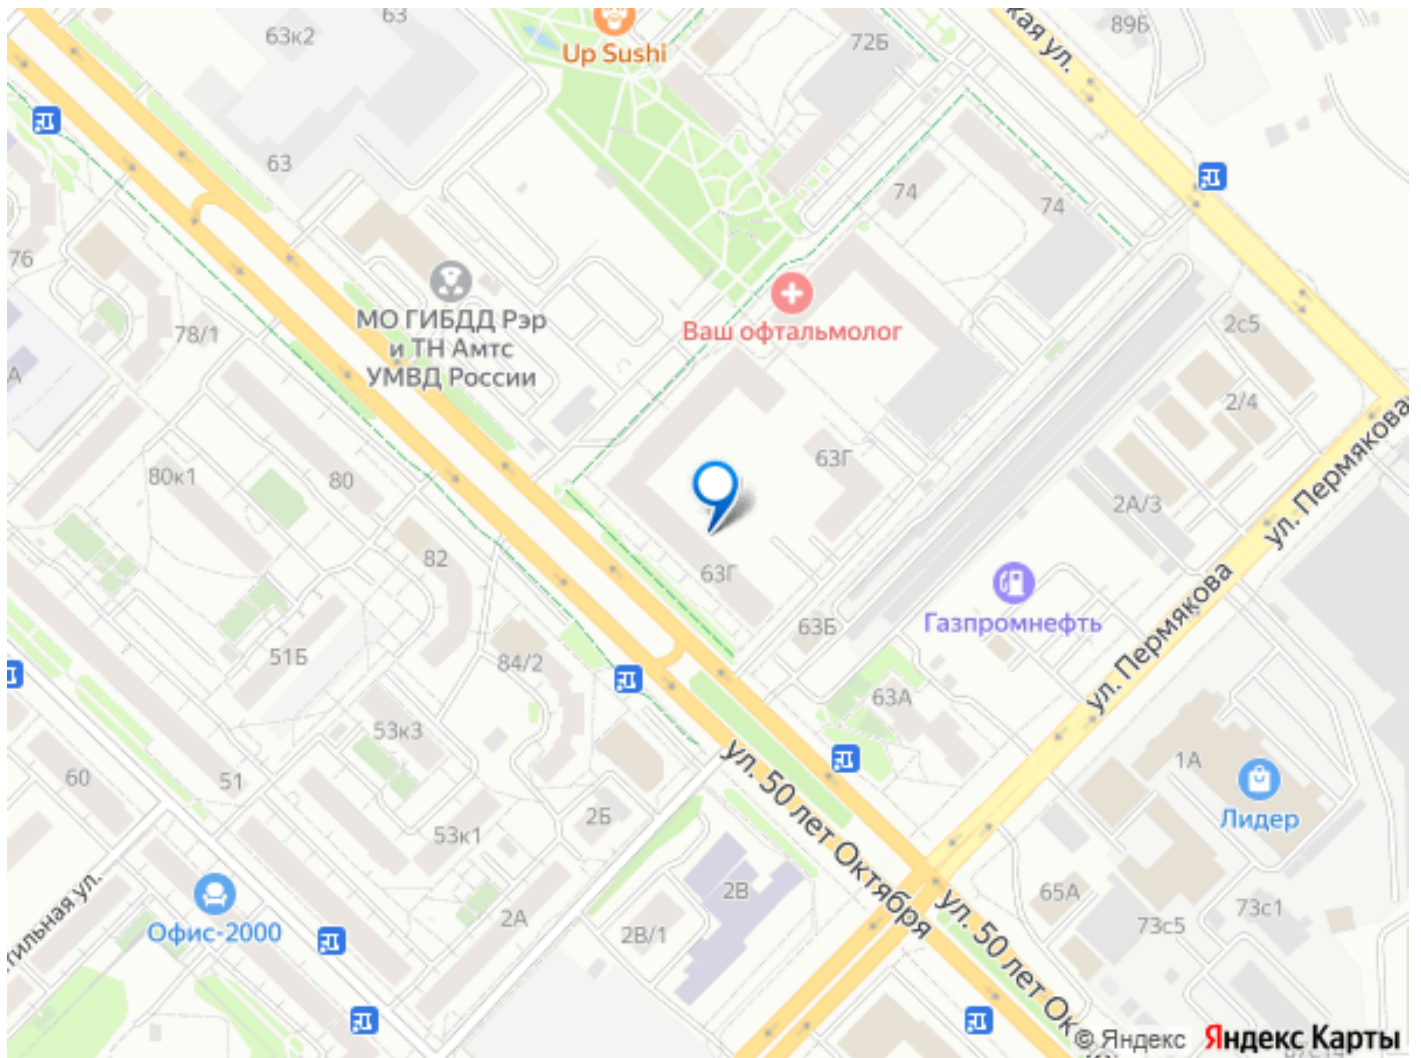 63к2
63
Up Sushi
72Б
кая ул.
89Б
63
74
74
76
МО ГИБДД Рэр
и ТН Амтс
УМВД России
78/1
Ваш офтальмолог
2с5
2/4
А
80к1
80
63Г
2А/3
ул. Пермякова
82
63Г
63Б
Газпромнефть
ул. Пермякова
51Б
84/2
63А
53к3
51
60
1А
Лидер
2Б
53к1
ул. 50 лет Октября
2В
65А
73с1
73с5
2А
2В/1
Офис-2000
тильная ул.
ул. 50 лет Ок
© Яндекс
Яндекс Карты